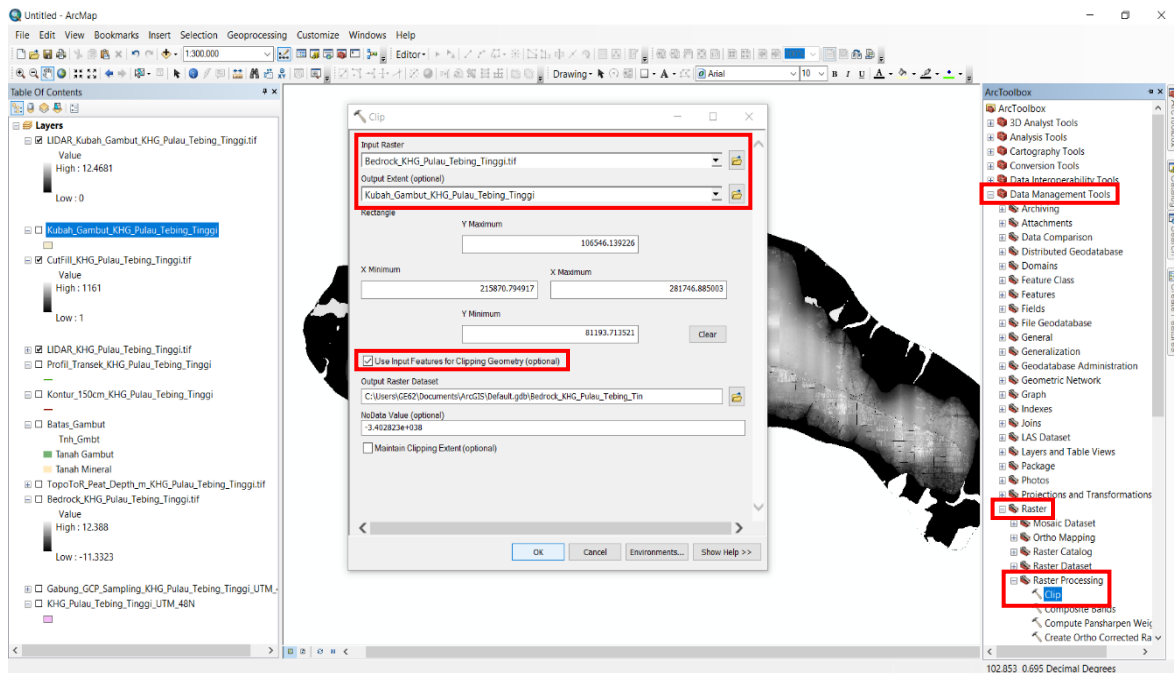 Untitled - ArcMap
File Edit View Bookmarks Insert Selection Geoprocessing Customize Windows Help
1:300.000
Editor
Drawing
Arial
10
B I U A
Table Of Contents
Layers
LIDAR_Kubah_Gambut_KHG_Pulau_Tebing_Tinggi.tif
Value
High : 12.4681
Low : 0
Kubah_Gambut_KHG_Pulau_Tebing_Tinggi
CutFill_KHG_Pulau_Tebing_Tinggi.tif
Value
High : 1161
Low : 1
LIDAR_KHG_Pulau_Tebing_Tinggi.tif
Profil_Transek_KHG_Pulau_Tebing_Tinggi
Kontur_150cm_KHG_Pulau_Tebing_Tinggi
Batas_Gambut
Tnh_Gmbt
Tanah Gambut
Tanah Mineral
TopoToR_Peat_Depth_m_KHG_Pulau_Tebing_Tinggi.tif
Bedrock_KHG_Pulau_Tebing_Tinggi.tif
Value
High : 12.388
Low : -11.3323
Gabung_GCP_Sampling_KHG_Pulau_Tebing_Tinggi_UTM_
KHG_Pulau_Tebing_Tinggi_UTM_48N
Clip
Input Raster
Bedrock_KHG_Pulau_Tebing_Tinggi.tif
Output Extent (optional)
Kubah_Gambut_KHG_Pulau_Tebing_Tinggi
Rectangle
Y Maximum
106546.139226
X Minimum
X Maximum
215870.794917
281746.885003
Y Minimum
81193.713521
Clear
Use Input Features for Clipping Geometry (optional)
Output Raster Dataset
C:\Users\GE62\Documents\ArcGIS\Default.gdb\Bedrock_KHG_Pulau_Tebing_Tin
NoData Value (optional)
-3.402823e+038
Maintain Clipping Extent (optional)
OK
Cancel
Environments...
Show Help >>
ArcToolbox
ArcToolbox
3D Analyst Tools
Analysis Tools
Cartography Tools
Conversion Tools
Data Interoperability Tools
Data Management Tools
Archiving
Attachments
Data Comparison
Distributed Geodatabase
Domains
Feature Class
Features
Fields
File Geodatabase
General
Generalization
Geodatabase Administration
Geometric Network
Graph
Indexes
Joins
LAS Dataset
Layers and Table Views
Package
Photos
Projections and Transformations
Raster
Mosaic Dataset
Ortho Mapping
Raster Catalog
Raster Dataset
Raster Processing
Clip
Composite Bands
Compute Pansharpen Weig
Create Ortho Corrected Ra
102.853 0.695 Decimal Degrees